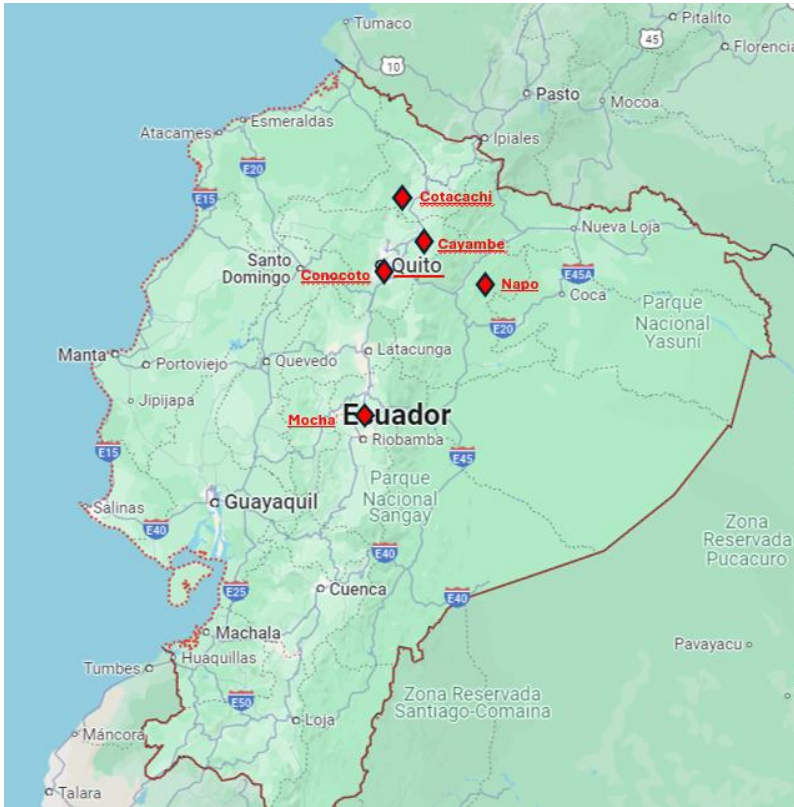 Tumaco
Pitalito
45
Florencia
10
Pasto
Mocoa
Esmeraldas
Atacames
Ipiales
E20
E15
Cotacachi
Nueva Loja
Cayambe
Santo
Domingo
Quito
Conocoto
E45A
Napo
Coca
Parque
Nacional
Yasuní
E20
Manta
Portoviejo
Quevedo
Latacunga
Jipijapa
Mocha
Ecuador
Riobamba
E15
E45
Parque
Nacional
Sangay
Salinas
Guayaquil
E40
Zona
Reservada
Pucacuro
E40
E25
Cuenca
E40
Machala
Huaquillas
Tumbes
Pavayacu
Zona Reservada
Santiago-Comaina
E50
Loja
Máncora
Talara